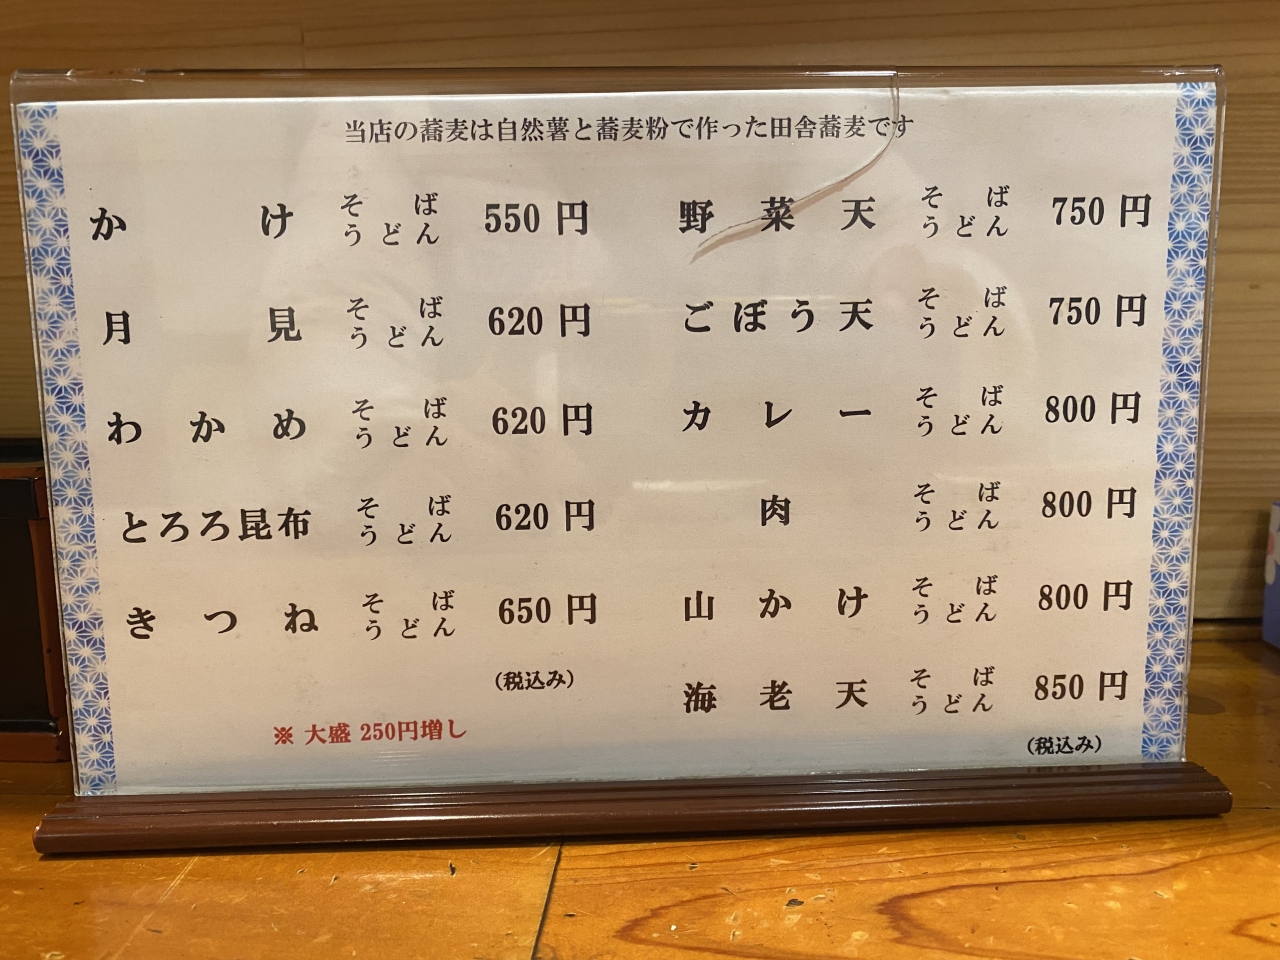 当店の蕎麦は自然薯と蕎麦粉で作った田舎蕎麦です
かけ そば うどん 550円
月見 そば うどん 620円
わかめ そば うどん 620円
とろろ昆布 そば うどん 620円
きつね そば うどん 650円
(税込み)
※ 大盛 250円増し
野菜天 そば うどん 750円
ごぼう天 そば うどん 750円
カレー そば うどん 800円
肉 そば うどん 800円
山かけ そば うどん 800円
海老天 そば うどん 850円
(税込み)